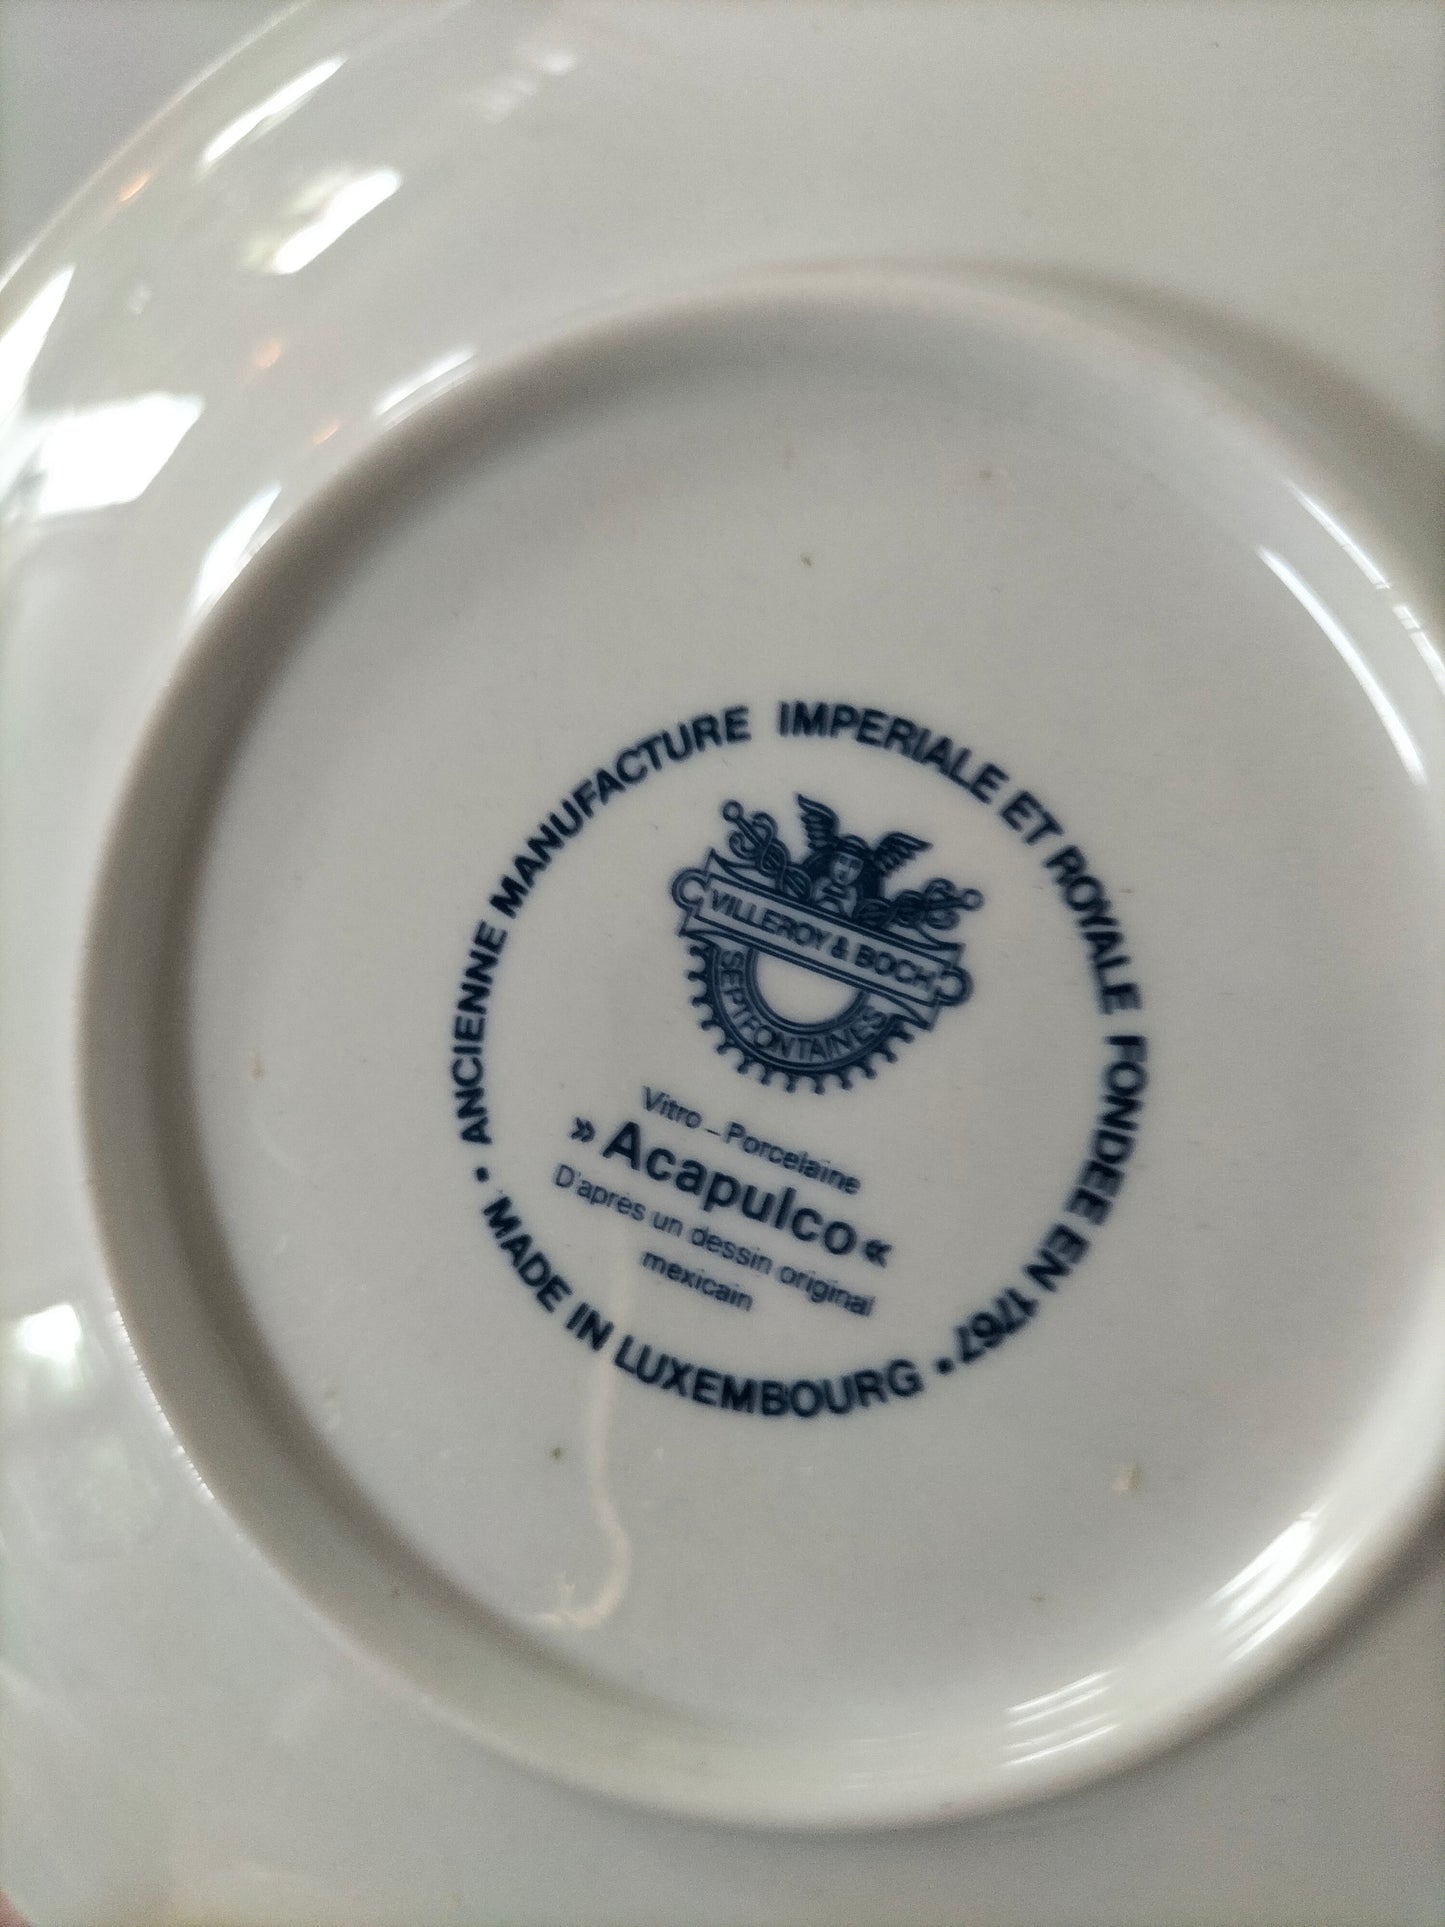 ANCIENNE MANUFACTURE IMPERIALE ET ROYALE FONDEE EN 1767 •
MADE IN LUXEMBOURG •
VILLEROY & BOCH
SEPTFONTAINES
Vitro - Porcelaine
»Acapulco«
D'après un dessin original
mexicain